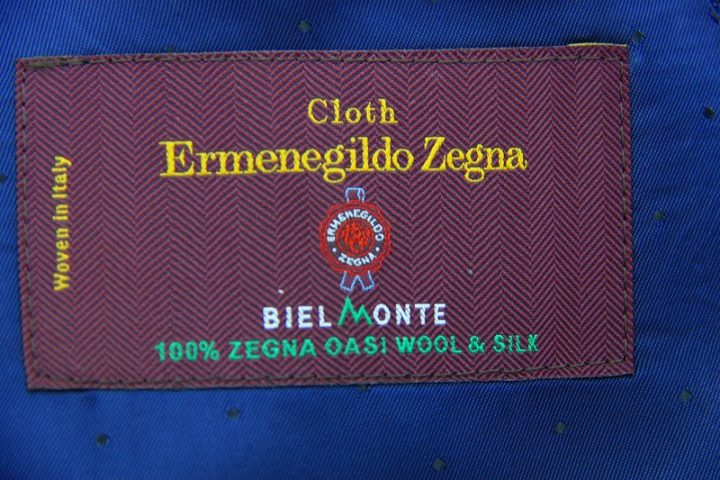 Woven in Italy
Cloth
Ermenegildo Zegna
ERMENEGILDO
ZEGNA
BIELMONTE
100% ZEGNA OASI WOOL & SILK